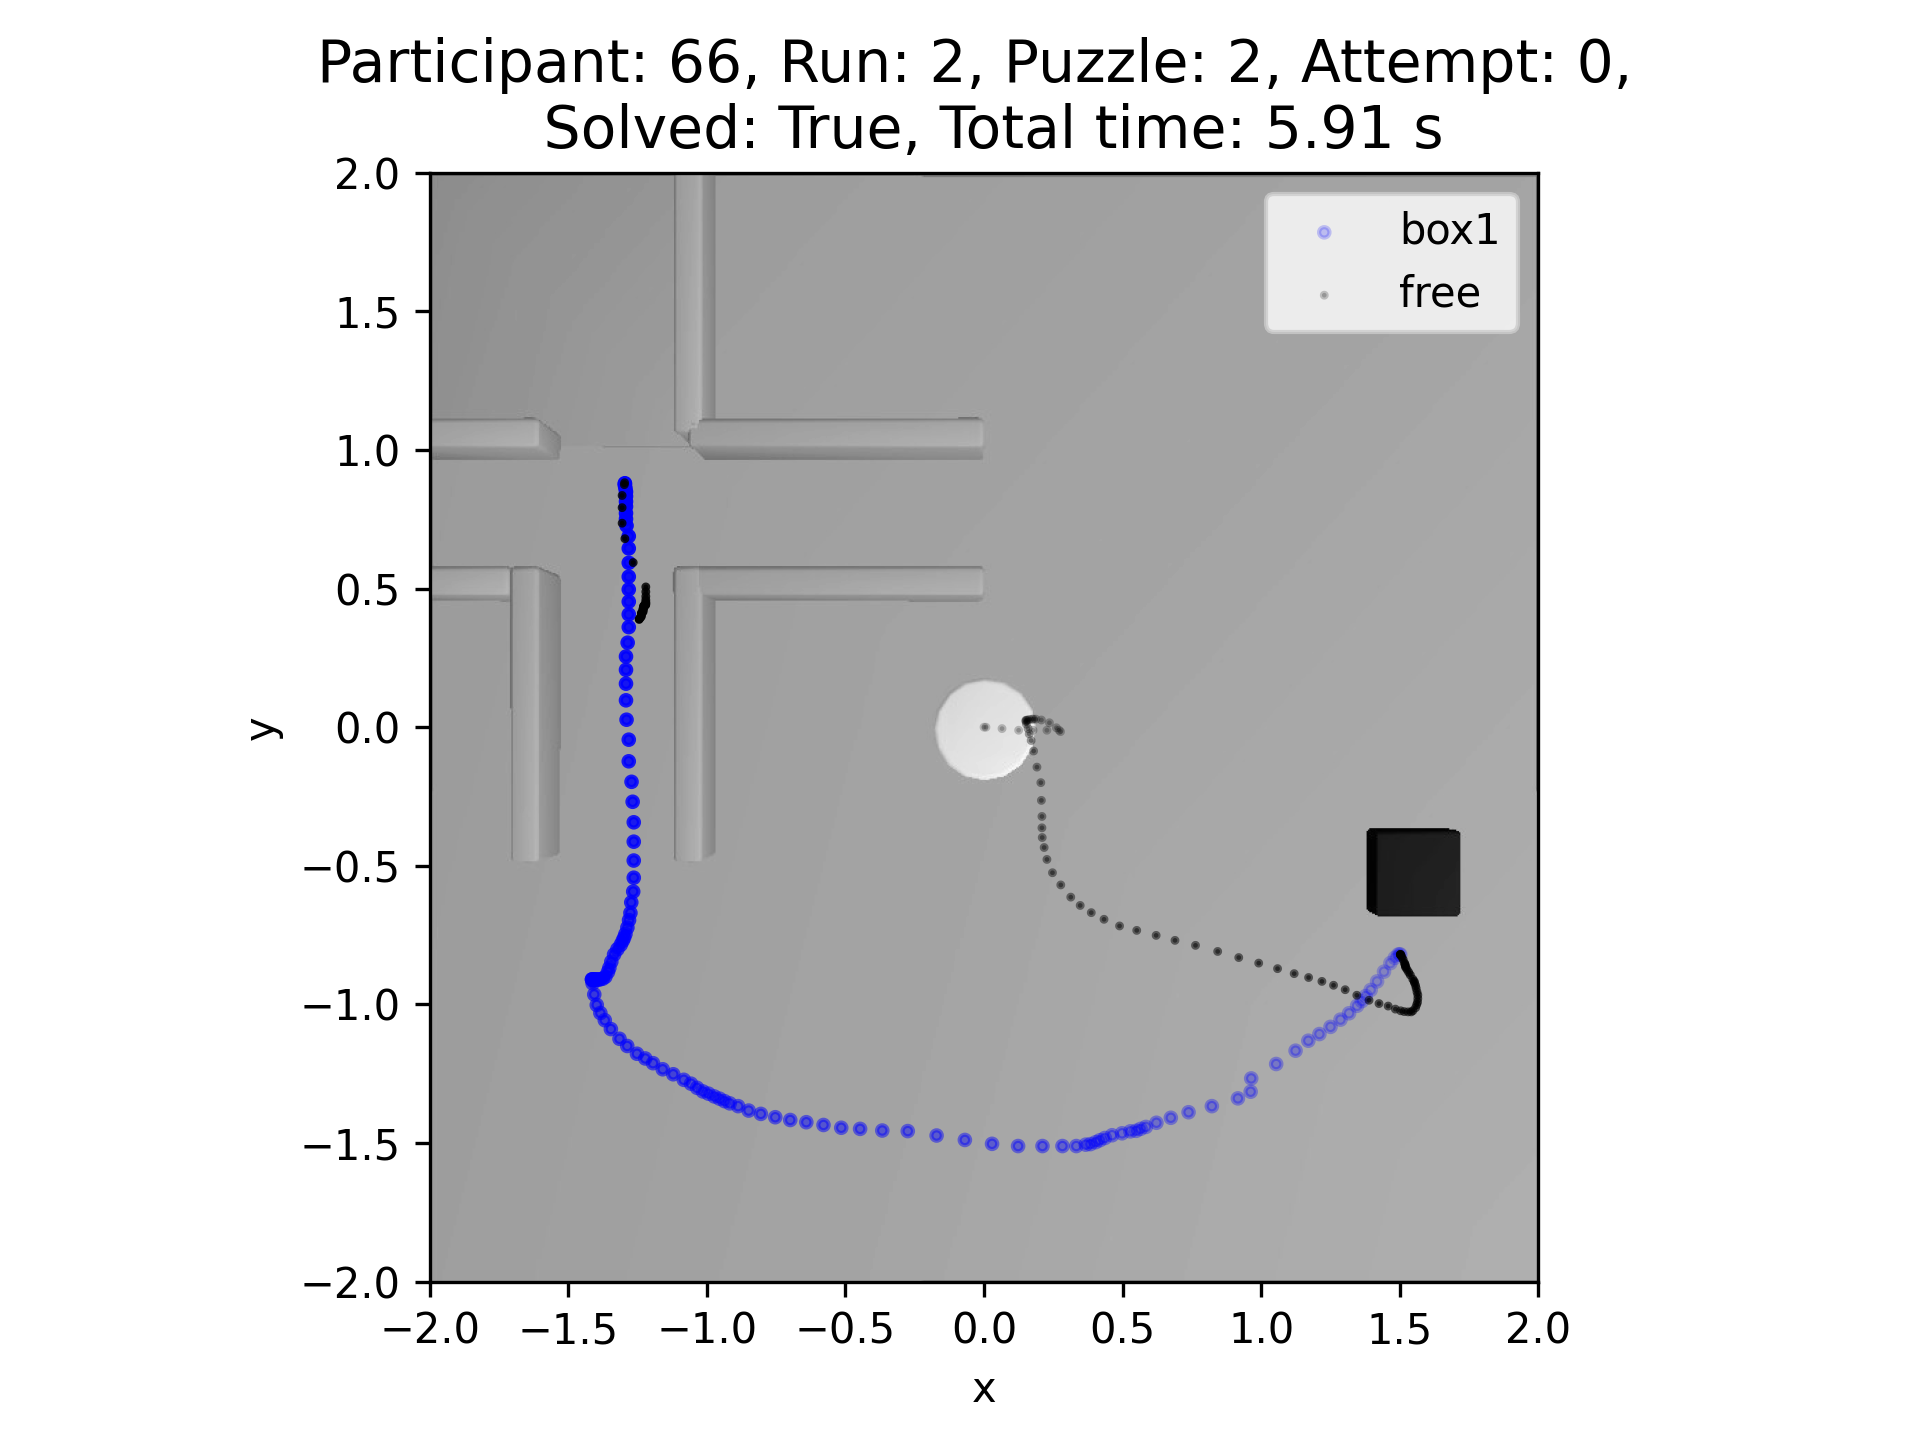 Participant: 66, Run: 2, Puzzle: 2, Attempt: 0,
Solved: True, Total time: 5.91 s
box1
free
2.0
1.5
1.0
0.5
0.0
−0.5
−1.0
−1.5
−2.0
y
−2.0 −1.5 −1.0 −0.5 0.0 0.5 1.0 1.5 2.0
x